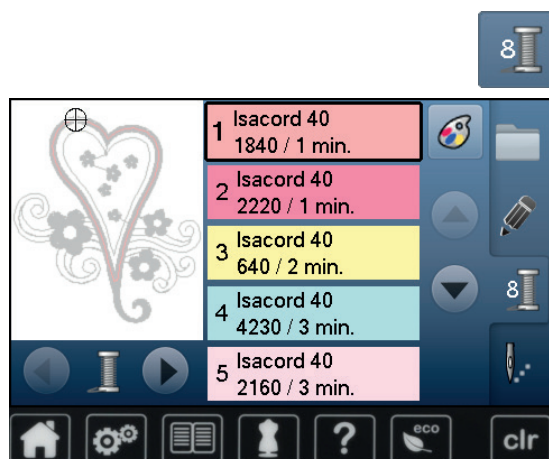 8
1 Isacord 40
1840 / 1 min.
2 Isacord 40
2220 / 1 min.
3 Isacord 40
640 / 2 min.
8
4 Isacord 40
4230 / 3 min.
5 Isacord 40
2160 / 3 min.
? eco clr